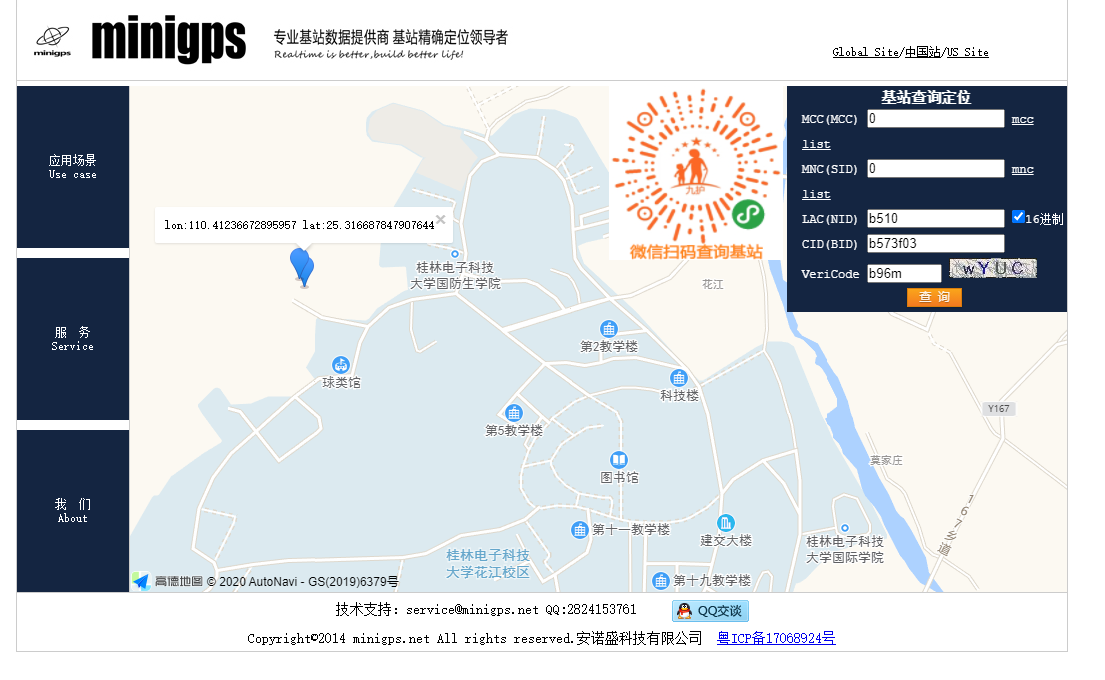 minigps
minigps
专业基站数据提供商 基站精确定位领导者
Realtime is better,build better life!
Global Site/中国站/US Site
应用场景
Use case
服 务
Service
我 们
About
lon:110.41236672895957 lat:25.316687847907644
九护
微信扫码查询基站
基站查询定位
MCC(MCC) 0 mcc
list
MNC(SID) 0 mnc
list
LAC(NID) b510 16进制
CID(BID) b573f03
VeriCode b96m wYUC
查 询
桂林电子科技
大学国防生学院
花江
第2教学楼
球类馆
科技楼
第5教学楼
Y167
图书馆
莫家庄
167乡道
第十一教学楼
建交大楼
桂林电子科技
大学国际学院
桂林电子科技
大学花江校区
第十九教学楼
高德地图 © 2020 AutoNavi - GS(2019)6379号
技术支持: service@minigps.net QQ:2824153761
QQ交谈
Copyright©2014 minigps.net All rights reserved.安诺盛科技有限公司 粤ICP备17068924号